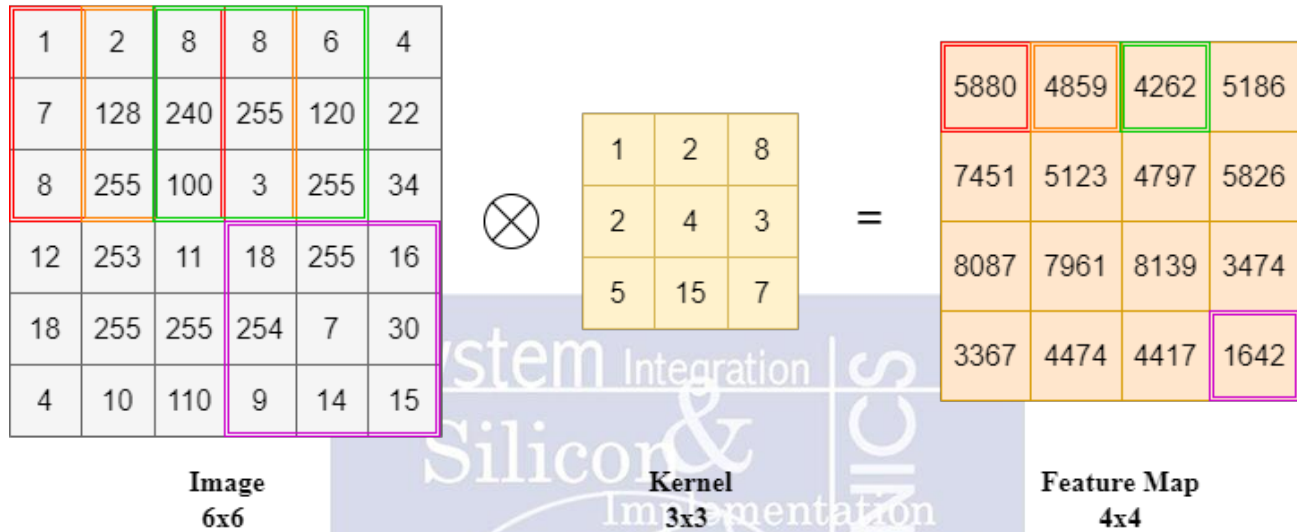 1 2 8 8 6 4
7 128 240 255 120 22
8 255 100 3 255 34
12 253 11 18 255 16
18 255 255 254 7 30
4 10 110 9 14 15
1 2 8
2 4 3
5 15 7
=
5880 4859 4262 5186
7451 5123 4797 5826
8087 7961 8139 3474
3367 4474 4417 1642
ystem Integration
&
Silicon
Implementation
NICS
Image
6x6
Kernel
3x3
Feature Map
4x4